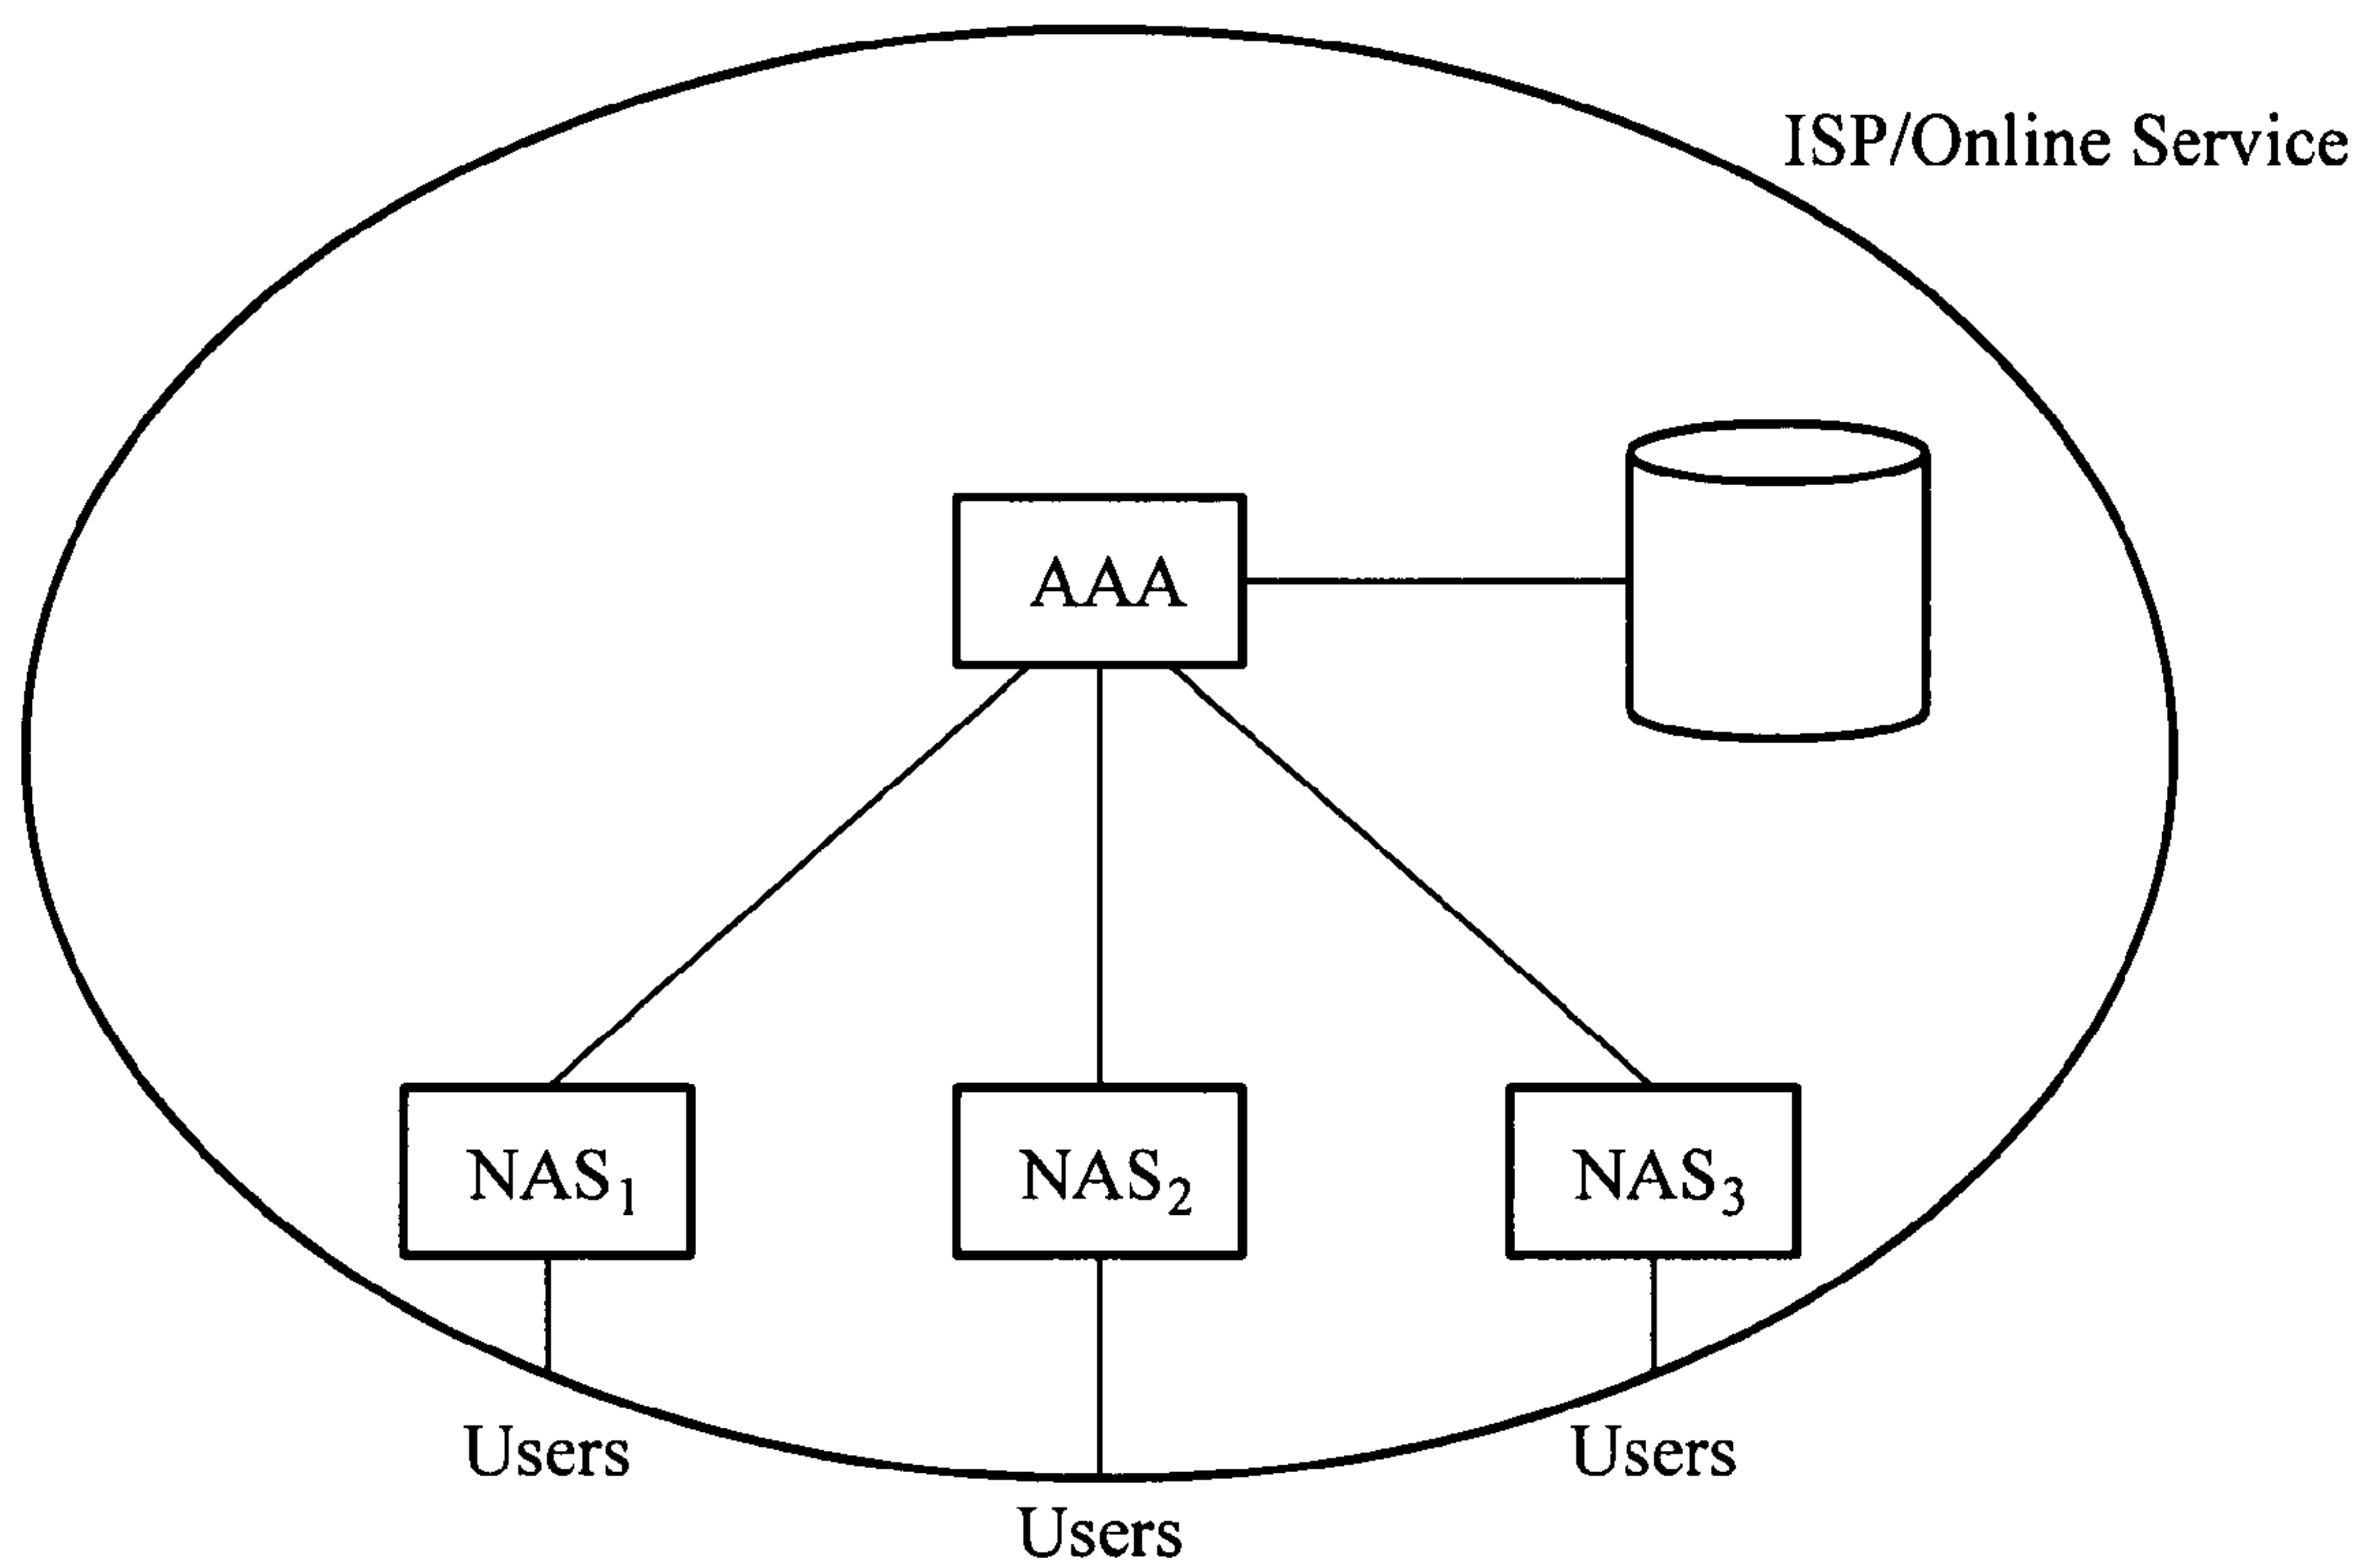 ISP/Online Service
AAA
NAS₁
NAS₂
NAS₃
Users
Users
Users